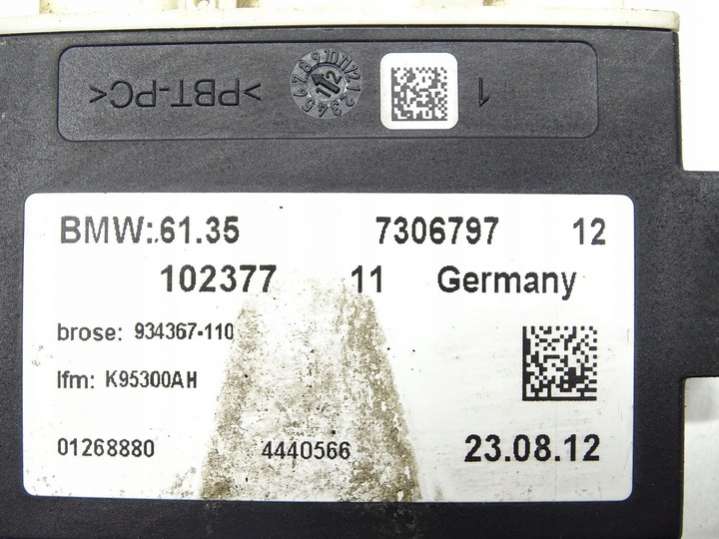 >PBT-PC<
1
BMW:.61.35 7306797 12
102377 11 Germany
brose: 934367-110
lfm: K95300AH
01268880 4440566 23.08.12